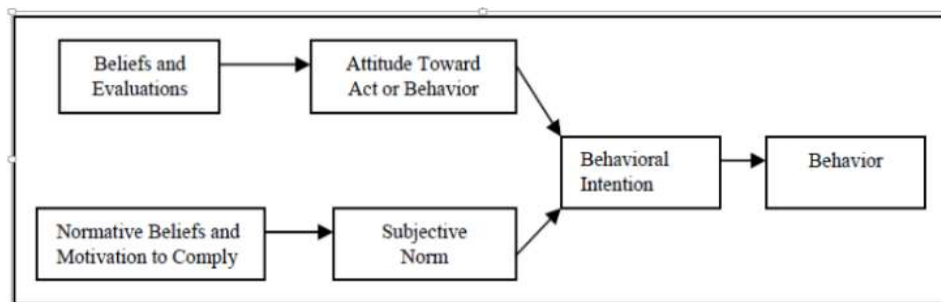 Beliefs and
Evaluations
Attitude Toward
Act or Behavior
Behavioral
Intention
Behavior
Normative Beliefs and
Motivation to Comply
Subjective
Norm